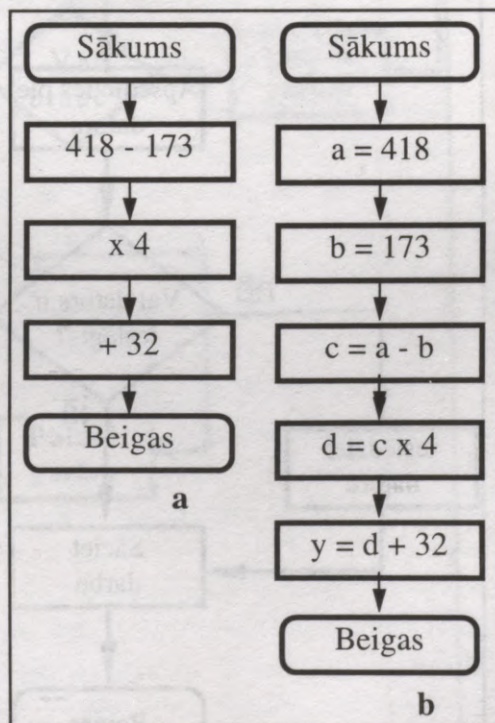 Sākums
418 - 173
x 4
+ 32
Beigas
a
Sākums
a = 418
b = 173
c = a - b
d = c x 4
y = d + 32
Beigas
b